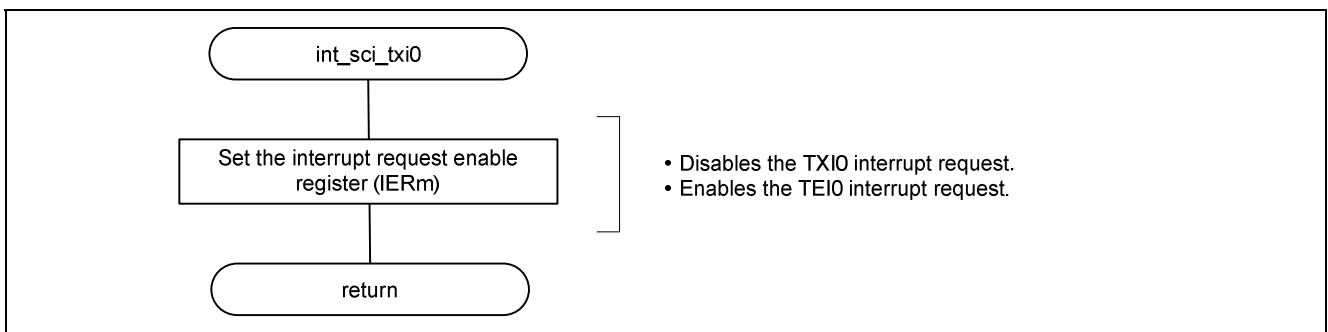 int_sci_txi0
Set the interrupt request enable
register (IERm)
• Disables the TXI0 interrupt request.
• Enables the TEI0 interrupt request.
return